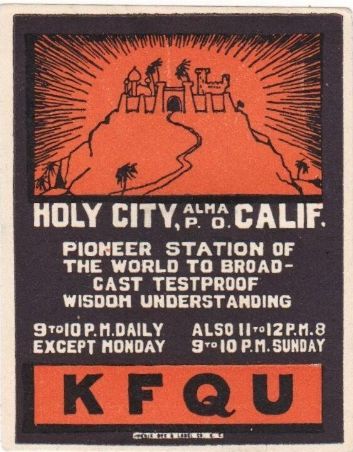 HOLY CITY, ALMA P. O. CALIF.
PIONEER STATION OF
THE WORLD TO BROAD-
CAST TESTPROOF
WISDOM UNDERSTANDING
9 TO 10 P.M. DAILY ALSO 11 TO 12 P.M. &
EXCEPT MONDAY 9 TO 10 P.M. SUNDAY
KFQU